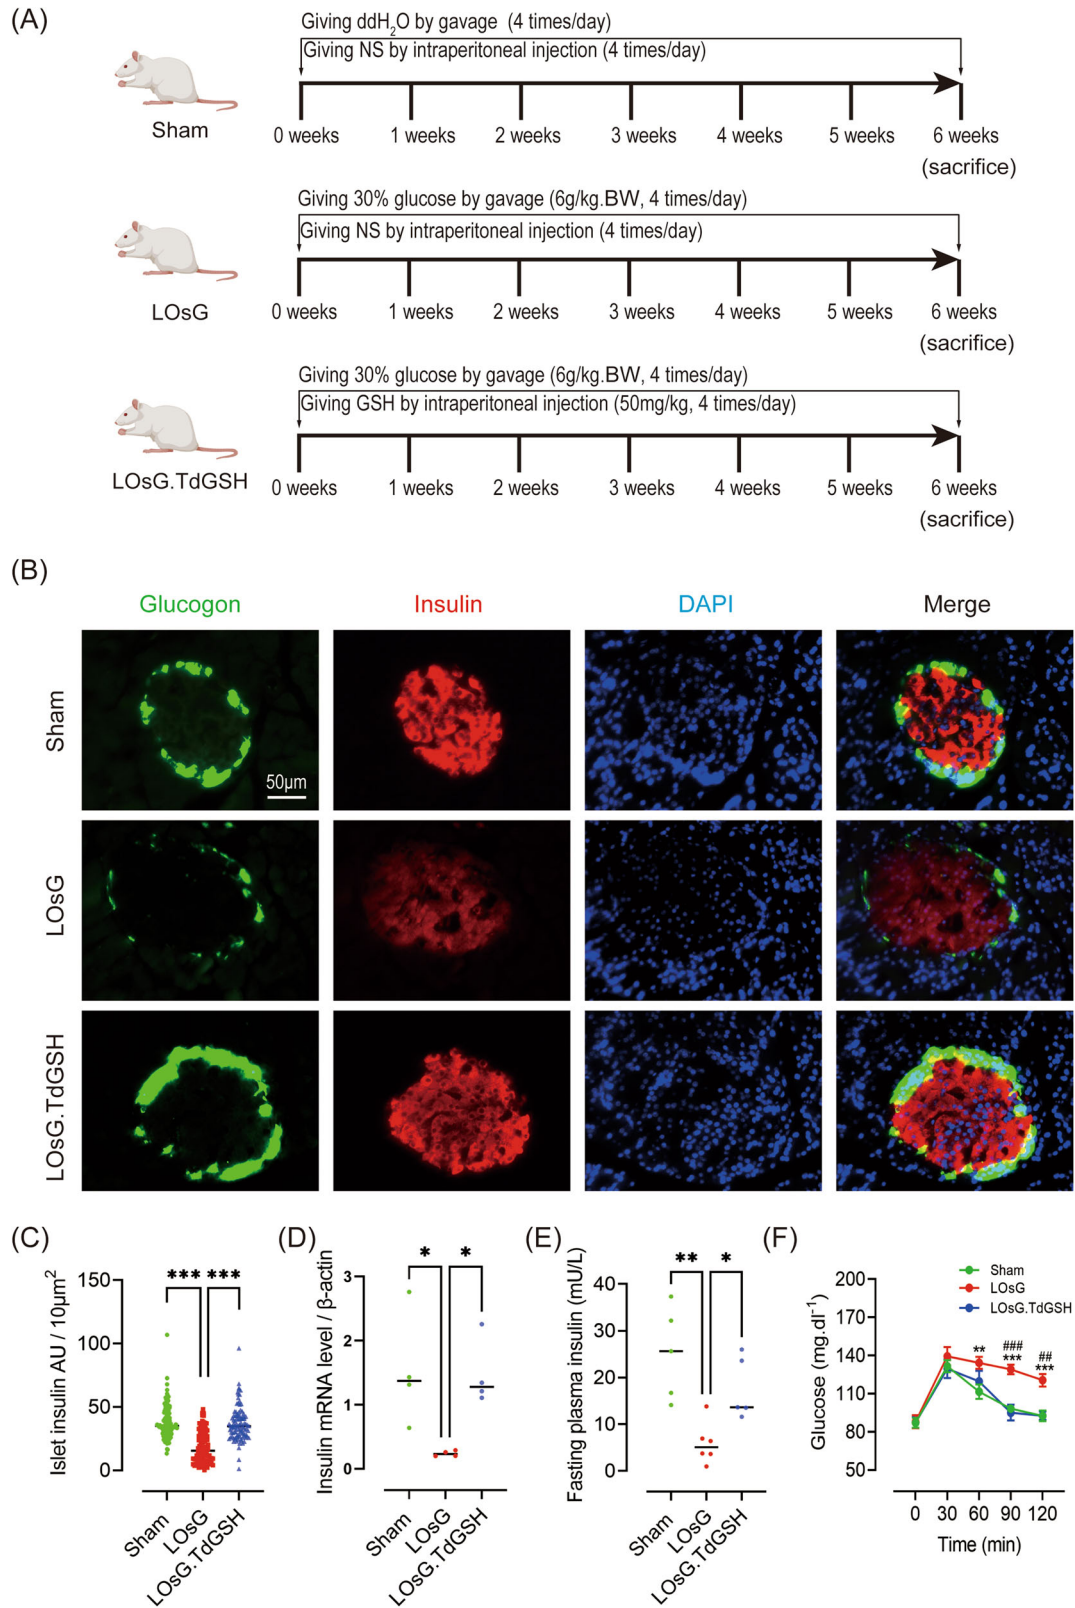 (A)
Giving ddH₂O by gavage (4 times/day)
Giving NS by intraperitoneal injection (4 times/day)
Sham
0 weeks 1 weeks 2 weeks 3 weeks 4 weeks 5 weeks 6 weeks
(sacrifice)
Giving 30% glucose by gavage (6g/kg.BW, 4 times/day)
Giving NS by intraperitoneal injection (4 times/day)
LOsG
0 weeks 1 weeks 2 weeks 3 weeks 4 weeks 5 weeks 6 weeks
(sacrifice)
Giving 30% glucose by gavage (6g/kg.BW, 4 times/day)
Giving GSH by intraperitoneal injection (50mg/kg, 4 times/day)
LOsG.TdGSH
0 weeks 1 weeks 2 weeks 3 weeks 4 weeks 5 weeks 6 weeks
(sacrifice)
(B)
Glucogon Insulin DAPI Merge
Sham
50μm
LOsG
LOsG.TdGSH
(C)
Islet insulin AU / 10μm²
150
100
50
0
*** ***
Sham
LOsG
LOsG.TdGSH
(D)
Insulin mRNA level / β-actin
3
2
1
0
* *
Sham
LOsG
LOsG.TdGSH
(E)
Fasting plasma insulin (mU/L)
40
30
20
10
0
** *
Sham
LOsG
LOsG.TdGSH
(F)
Sham
LOsG
LOsG.TdGSH
Glucose (mg.dl⁻¹)
200
170
140
110
80
50
** ### *** ## ***
0 30 60 90 120
Time (min)